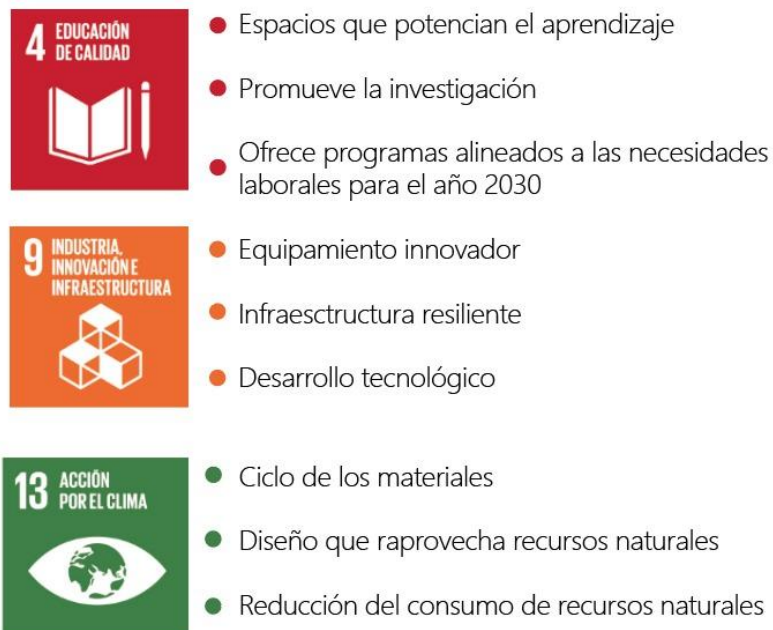 4 EDUCACIÓN
DE CALIDAD
Espacios que potencian el aprendizaje
Promueve la investigación
Ofrece programas alineados a las necesidades
laborales para el año 2030
9 INDUSTRIA,
INNOVACIÓN E
INFRAESTRUCTURA
Equipamiento innovador
Infraesctructura resiliente
Desarrollo tecnológico
13 ACCIÓN
POR EL CLIMA
Ciclo de los materiales
Diseño que raprovecha recursos naturales
Reducción del consumo de recursos naturales